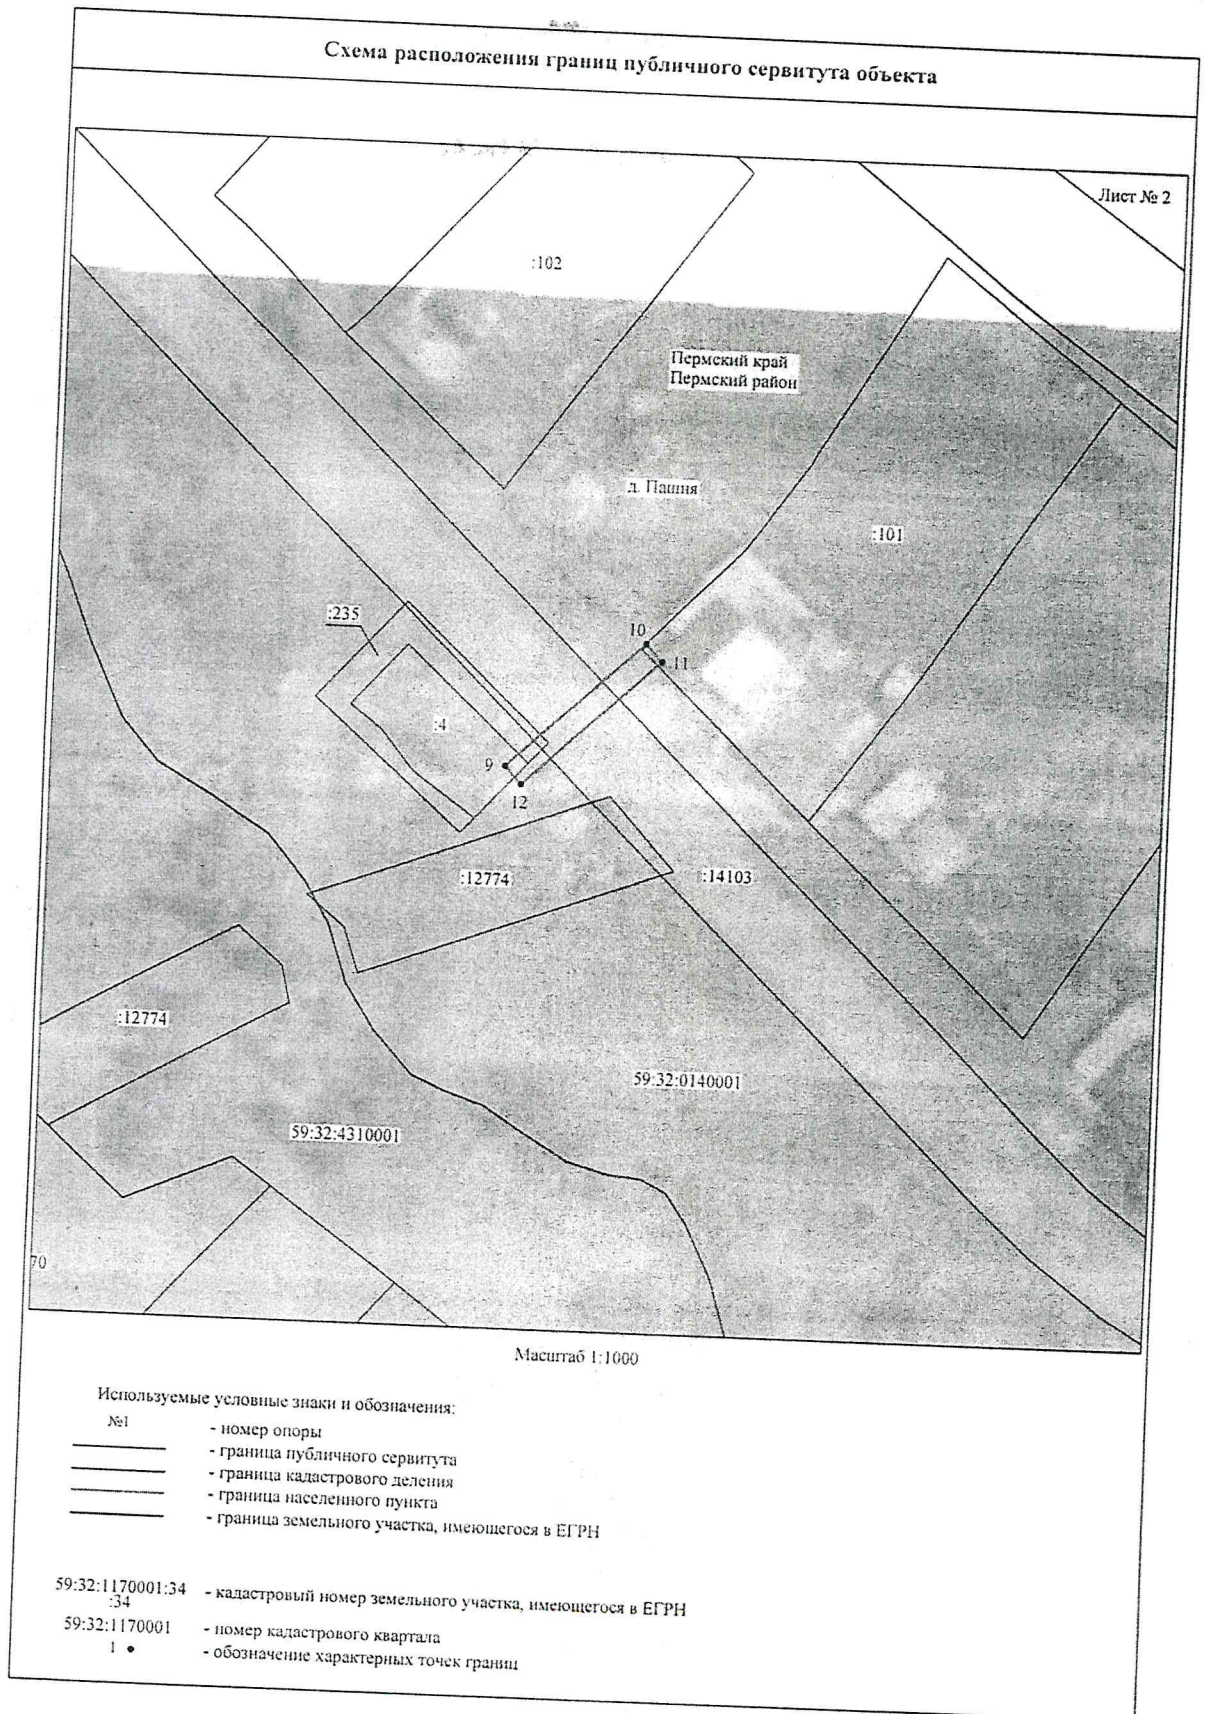 Схема расположения границ публичного сервитута объекта
Лист № 2
:102
Пермский край
Пермский район
д. Пашня
:101
:235
10
11
:4
9
12
:12774
:14103
:12774
59:32:0140001
59:32:4310001
70
Масштаб 1:1000
Используемые условные знаки и обозначения:
№1 - номер опоры
- граница публичного сервитута
- граница кадастрового деления
- граница населенного пункта
- граница земельного участка, имеющегося в ЕГРН
59:32:1170001:34 - кадастровый номер земельного участка, имеющегося в ЕГРН
:34
59:32:1170001 - номер кадастрового квартала
1 - обозначение характерных точек границ